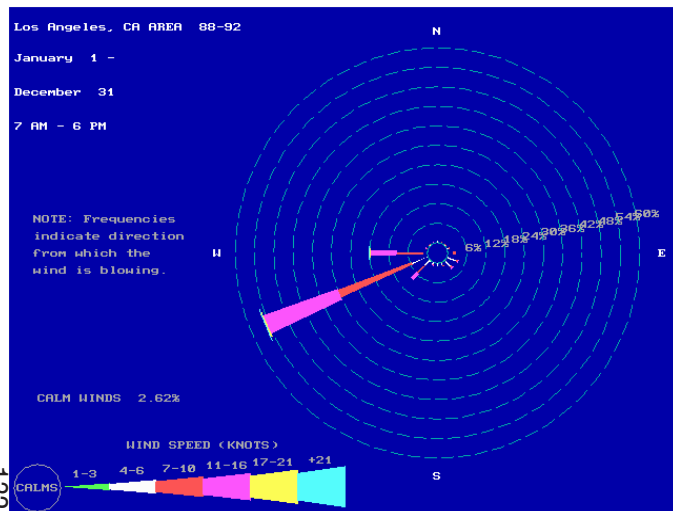 Los Angeles, CA AREA 88-92
N
January 1 -
December 31
7 AM - 6 PM
NOTE: Frequencies
indicate direction
from which the
wind is blowing.
W
6% 12% 18% 24% 30% 36% 42% 48% 54% 60%
E
CALM WINDS 2.62%
WIND SPEED (KNOTS)
S
CALMS 1-3 4-6 7-10 11-16 17-21 +21